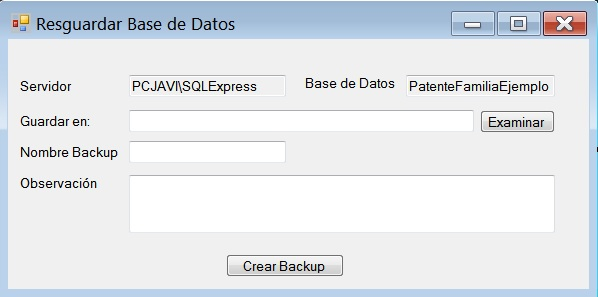 Resguardar Base de Datos
Servidor PCJAVI\SQLExpress Base de Datos PatenteFamiliaEjemplo
Guardar en: Examinar
Nombre Backup
Observación
Crear Backup